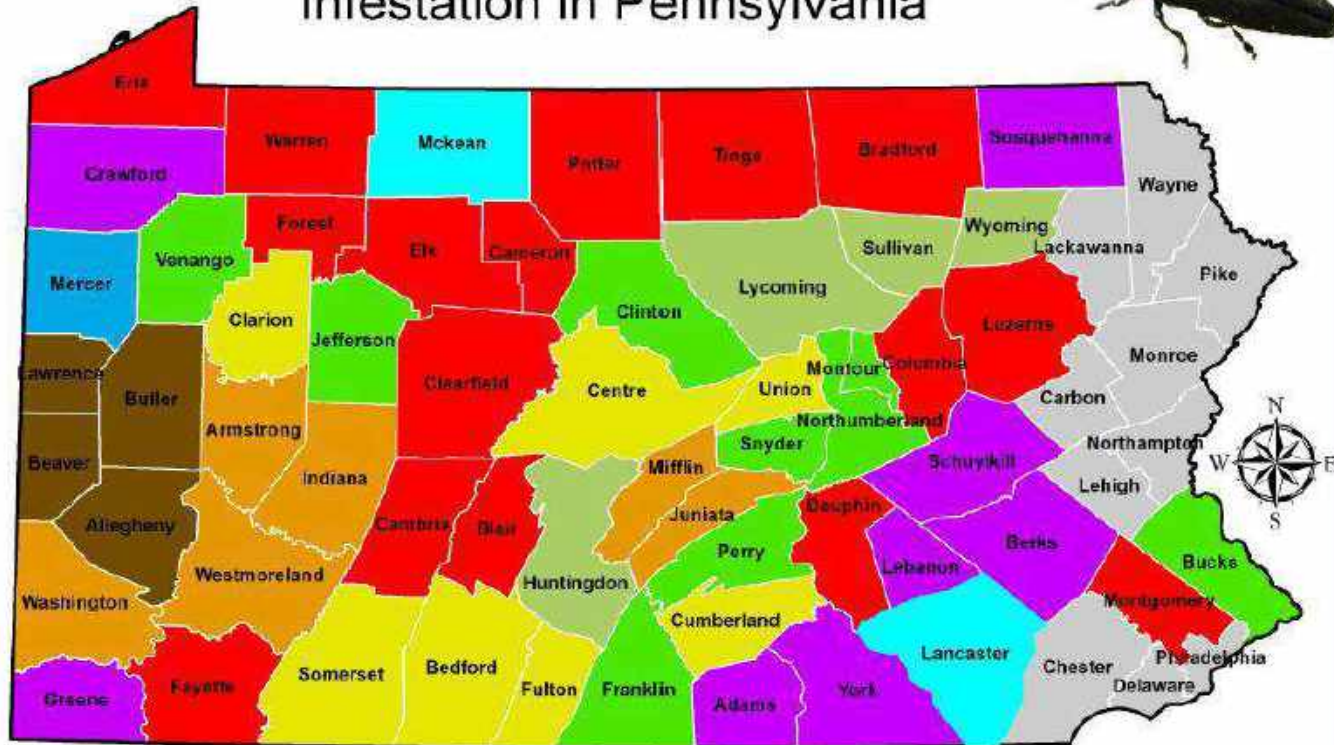 Infestation in Pennsylvania
Erie
Warren
Mckean
Potter
Tioga
Bradford
Susquehanna
Wayne
Crawford
Forest
Elk
Cameron
Wyoming
Sullivan
Lackawanna
Pike
Venango
Mercer
Clarion
Clinton
Lycoming
Jefferson
Luzerne
Monroe
Lawrence
Butler
Clearfield
Centre
Union
Montour
Columbia
Carbon
Armstrong
Northumberland
Northampton
N
Beaver
Indiana
Mifflin
Snyder
Schuylkill
Lehigh
W
E
S
Allegheny
Cambria
Blair
Juniata
Dauphin
Perry
Berks
Bucks
Westmoreland
Huntingdon
Lebanon
Washington
Montgomery
Cumberland
Somerset
Bedford
Lancaster
Chester
Philadelphia
Delaware
Greene
Fayette
Fulton
Franklin
Adams
York